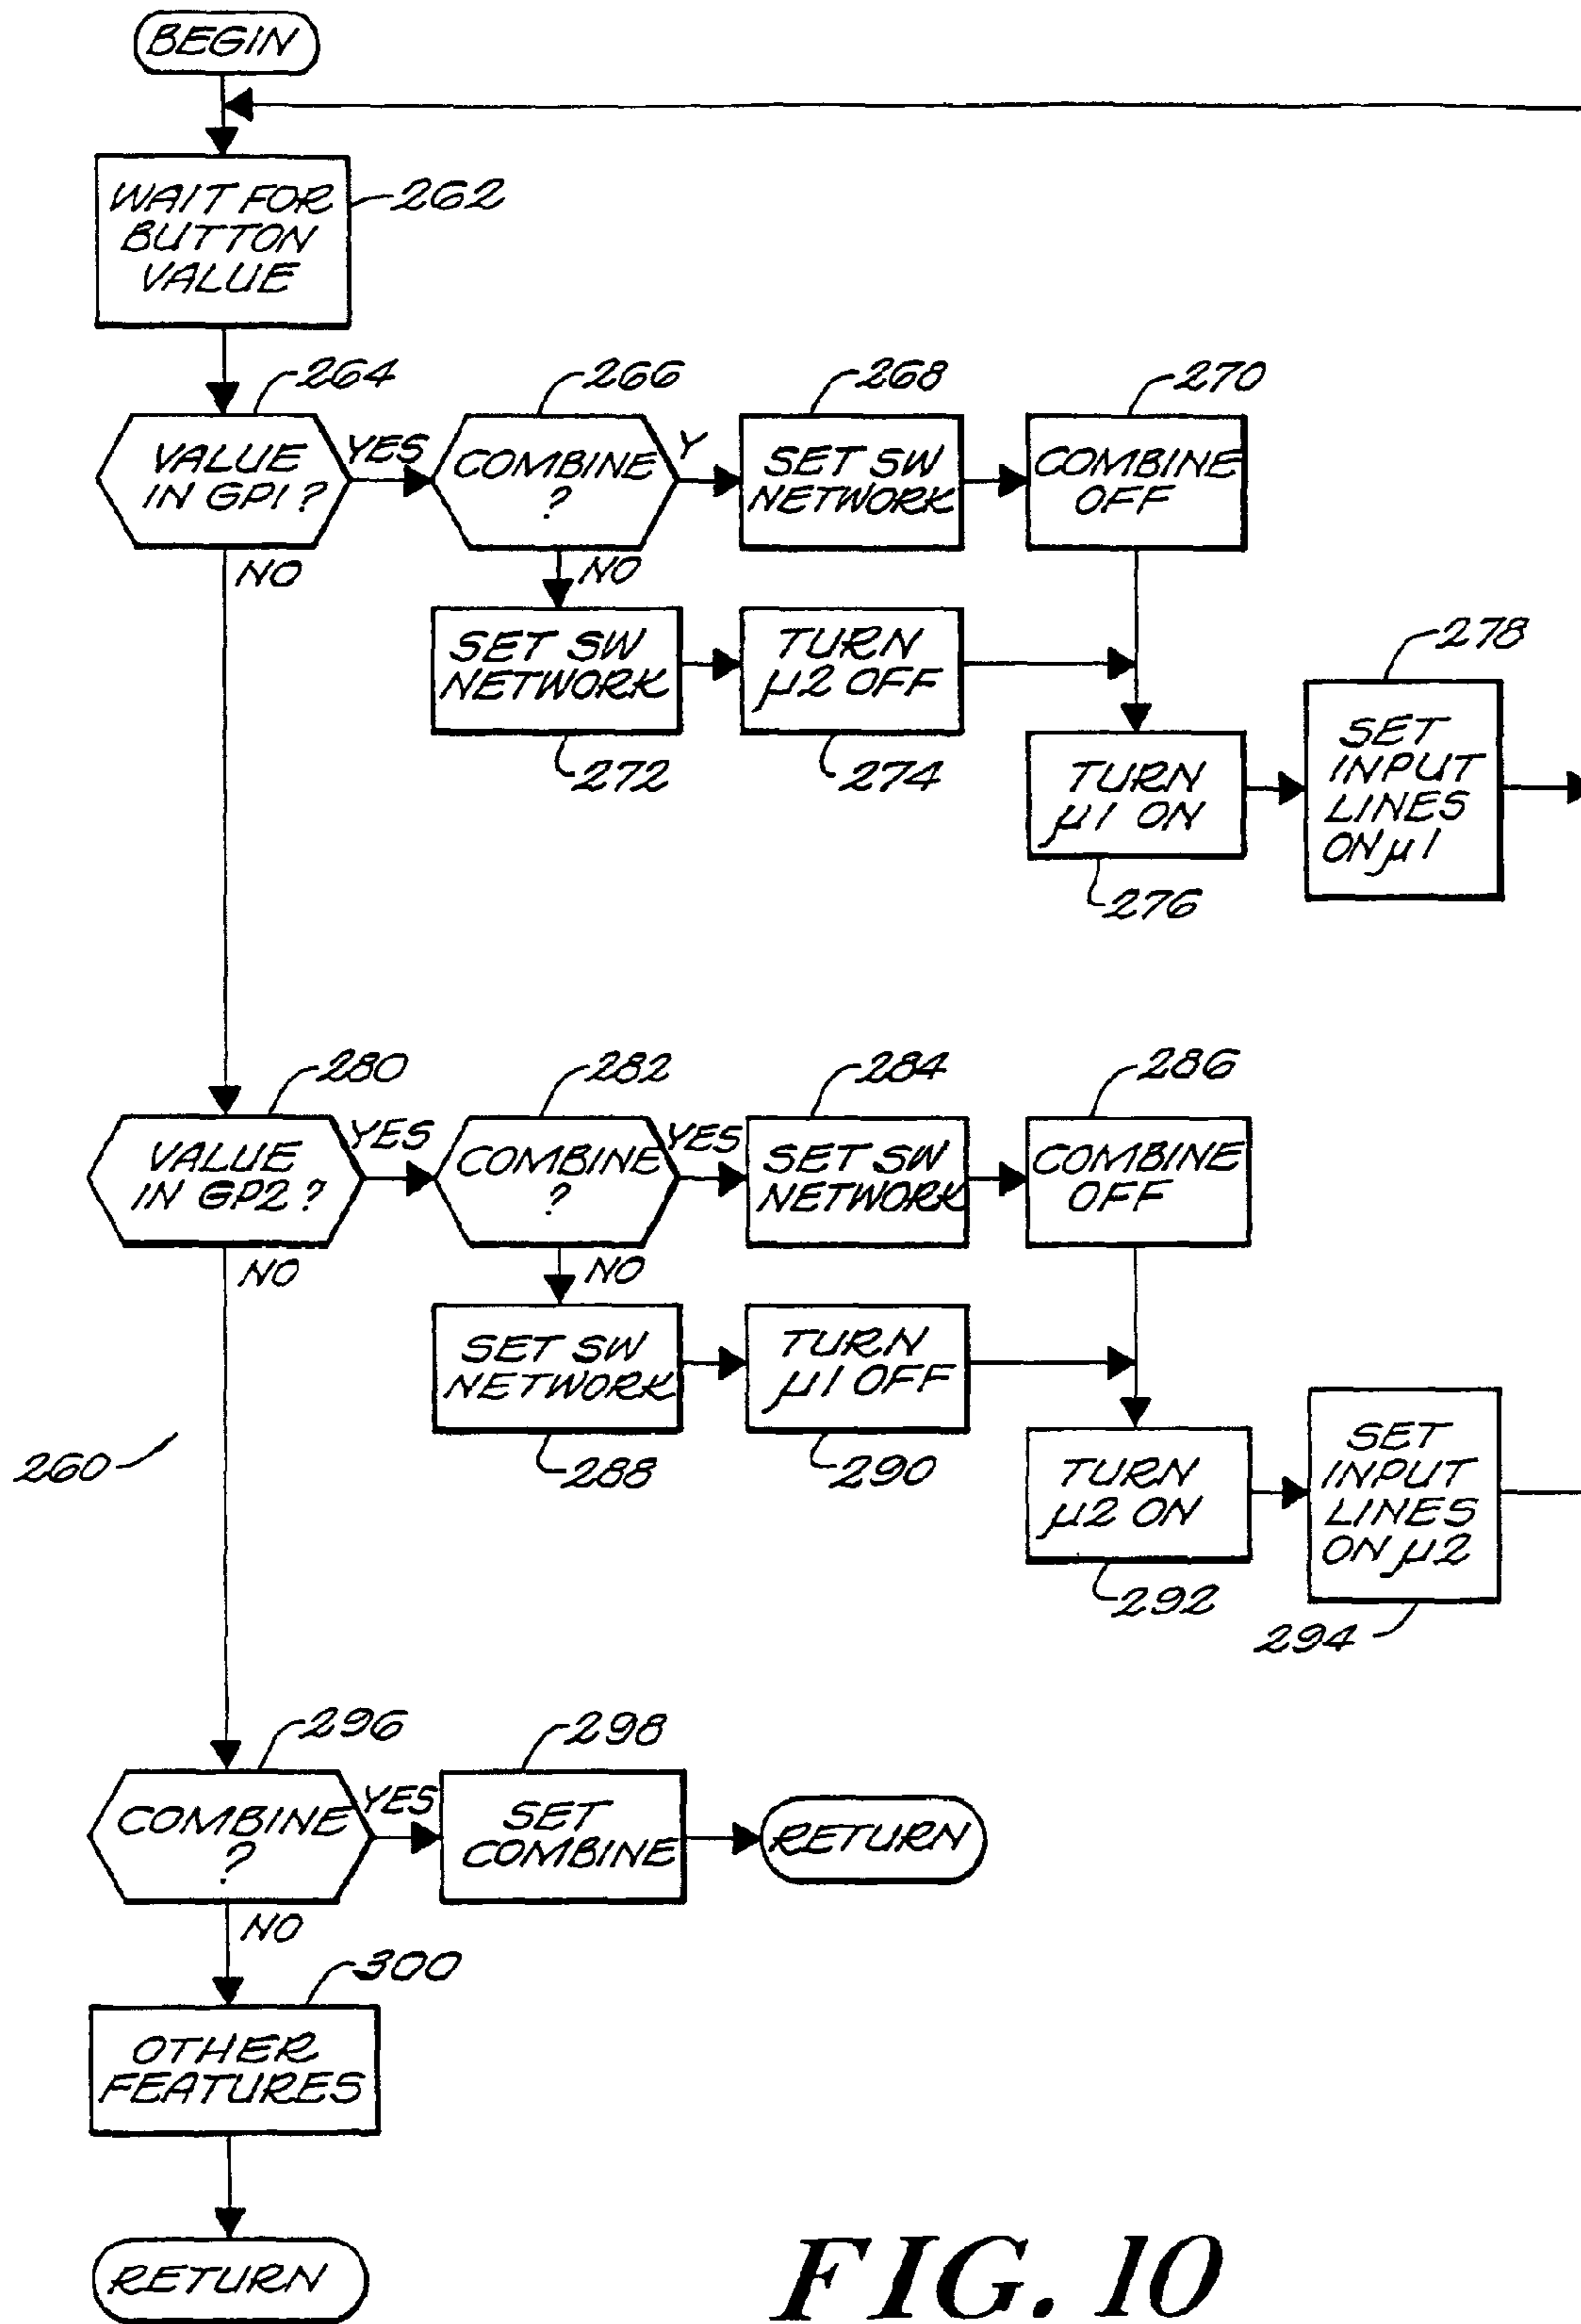 BEGIN
WAIT FOR
BUTTON
VALUE
262
264
VALUE
IN GP1?
YES
NO
266
COMBINE
?
Y
NO
268
SET SW
NETWORK
270
COMBINE
OFF
SET SW
NETWORK
272
TURN
μ2 OFF
274
TURN
μ1 ON
276
278
SET
INPUT
LINES
ON μ1
280
VALUE
IN GP2?
YES
NO
282
COMBINE
?
YES
NO
284
SET SW
NETWORK
286
COMBINE
OFF
SET SW
NETWORK
288
TURN
μ1 OFF
290
TURN
μ2 ON
292
SET
INPUT
LINES
ON μ2
294
260
296
COMBINE
?
YES
NO
298
SET
COMBINE
RETURN
300
OTHER
FEATURES
RETURN
FIG. 10